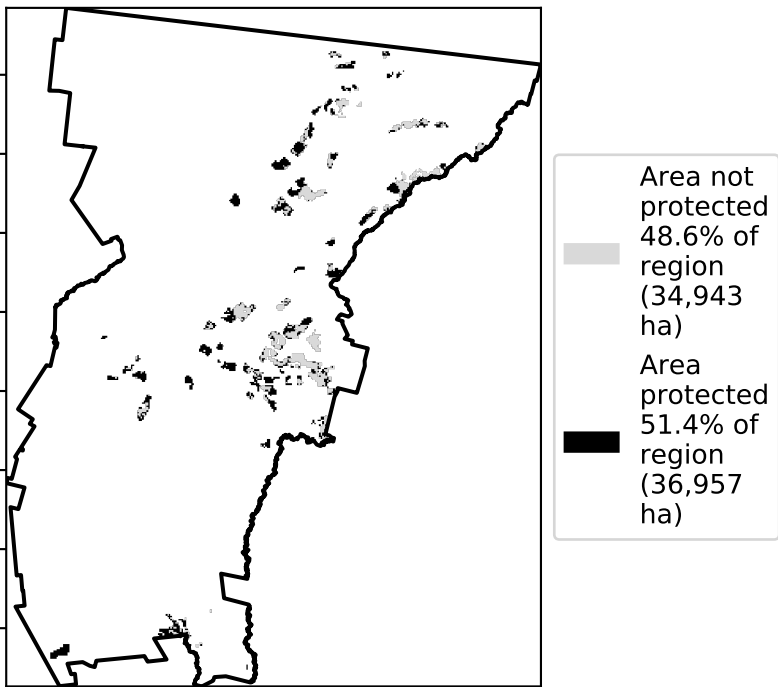 Area not
protected
48.6% of
region
(34,943
ha)
Area
protected
51.4% of
region
(36,957
ha)